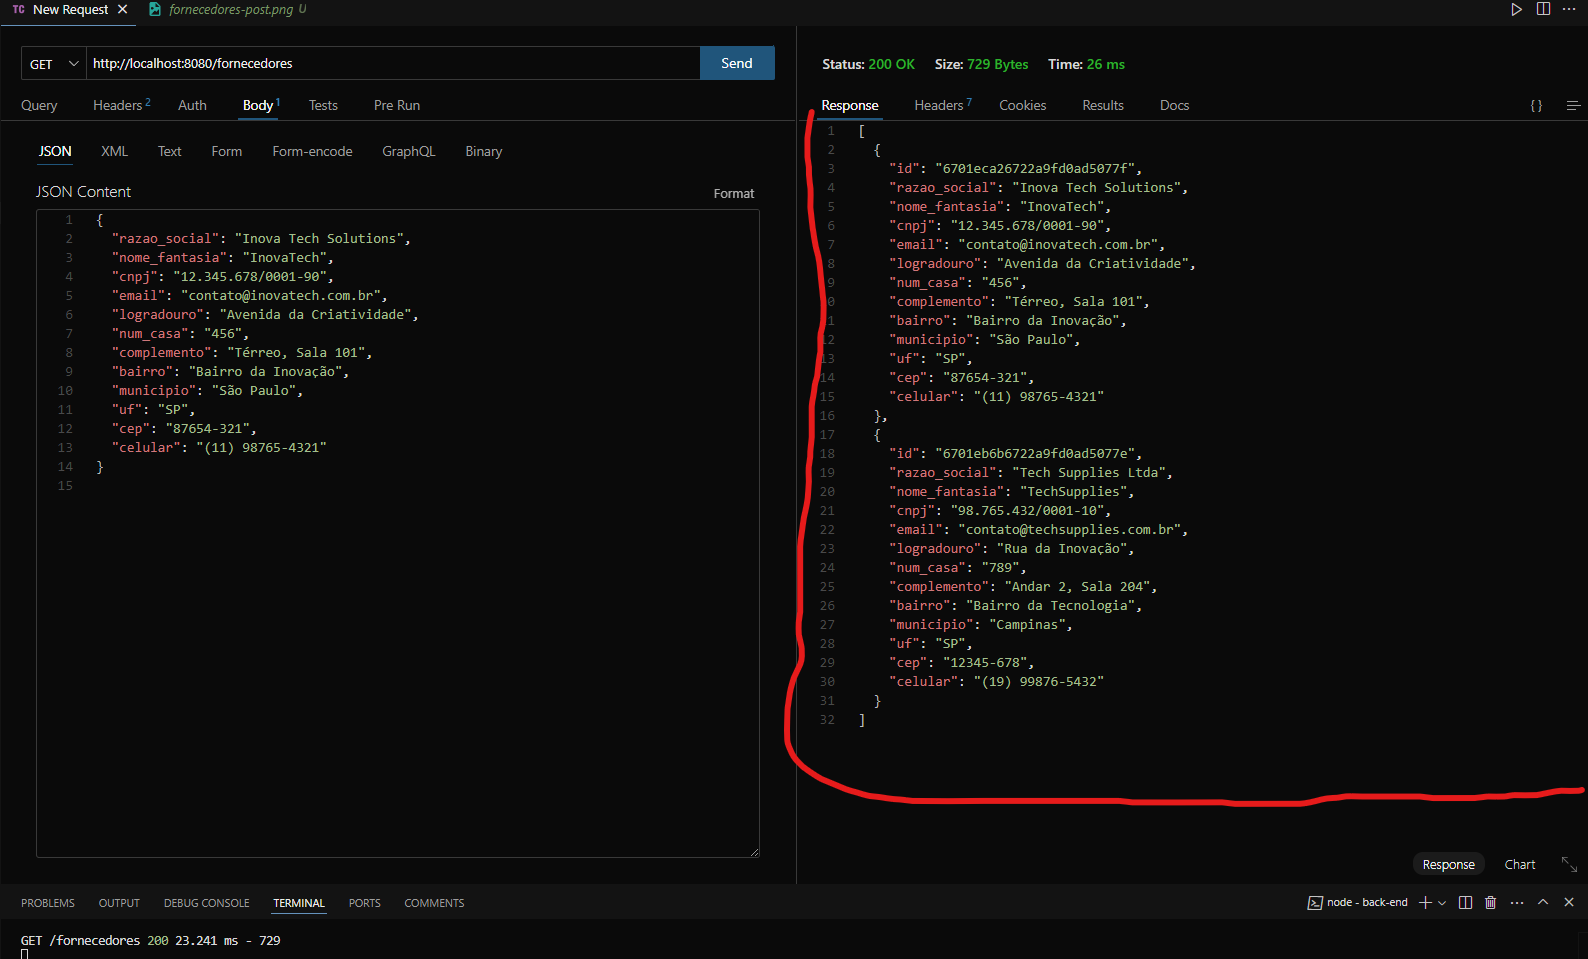 TC New Request × fornecedores-post.png U
GET http://localhost:8080/fornecedores Send
Query Headers 2 Auth Body 1 Tests Pre Run
JSON XML Text Form Form-encode GraphQL Binary
JSON Content Format
1 {
2 "razao_social": "Inova Tech Solutions",
3 "nome_fantasia": "InovaTech",
4 "cnpj": "12.345.678/0001-90",
5 "email": "contato@inovatech.com.br",
6 "logradouro": "Avenida da Criatividade",
7 "num_casa": "456",
8 "complemento": "Térreo, Sala 101",
9 "bairro": "Bairro da Inovação",
10 "municipio": "São Paulo",
11 "uf": "SP",
12 "cep": "87654-321",
13 "celular": "(11) 98765-4321"
14 }
15
Status: 200 OK Size: 729 Bytes Time: 26 ms
Response Headers 7 Cookies Results Docs { }
1 [
2 {
3 "id": "6701eca26722a9fd0ad5077f",
4 "razao_social": "Inova Tech Solutions",
5 "nome_fantasia": "InovaTech",
6 "cnpj": "12.345.678/0001-90",
7 "email": "contato@inovatech.com.br",
8 "logradouro": "Avenida da Criatividade",
9 "num_casa": "456",
0 "complemento": "Térreo, Sala 101",
1 "bairro": "Bairro da Inovação",
12 "municipio": "São Paulo",
13 "uf": "SP",
14 "cep": "87654-321",
15 "celular": "(11) 98765-4321"
16 },
17 {
18 "id": "6701eb6b6722a9fd0ad5077e",
19 "razao_social": "Tech Supplies Ltda",
20 "nome_fantasia": "TechSupplies",
21 "cnpj": "98.765.432/0001-10",
22 "email": "contato@techsupplies.com.br",
23 "logradouro": "Rua da Inovação",
24 "num_casa": "789",
25 "complemento": "Andar 2, Sala 204",
26 "bairro": "Bairro da Tecnologia",
27 "municipio": "Campinas",
28 "uf": "SP",
29 "cep": "12345-678",
30 "celular": "(19) 99876-5432"
31 }
32 ]
Response Chart
PROBLEMS OUTPUT DEBUG CONSOLE TERMINAL PORTS COMMENTS node - back-end
GET /fornecedores 200 23.241 ms - 729